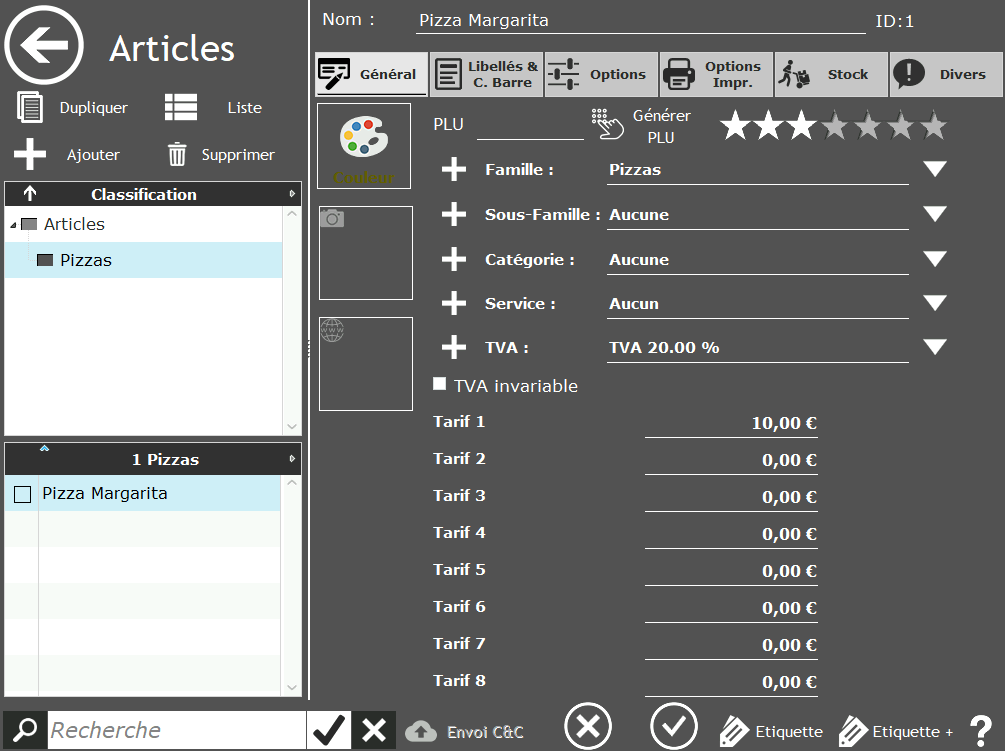 Articles
Dupliquer
Liste
Ajouter
Supprimer
Classification
Articles
Pizzas
1 Pizzas
Pizza Margarita
Recherche
Nom :
Pizza Margarita
ID:1
Général
Libellés &
C. Barre
Options
Options
Impr.
Stock
Divers
Couleur
PLU
Générer
PLU
Famille :
Pizzas
Sous-Famille :
Aucune
Catégorie :
Aucune
Service :
Aucun
TVA :
TVA 20.00 %
TVA invariable
Tarif 1
10,00 €
Tarif 2
0,00 €
Tarif 3
0,00 €
Tarif 4
0,00 €
Tarif 5
0,00 €
Tarif 6
0,00 €
Tarif 7
0,00 €
Tarif 8
0,00 €
Envoi C&C
Etiquette
Etiquette +
?